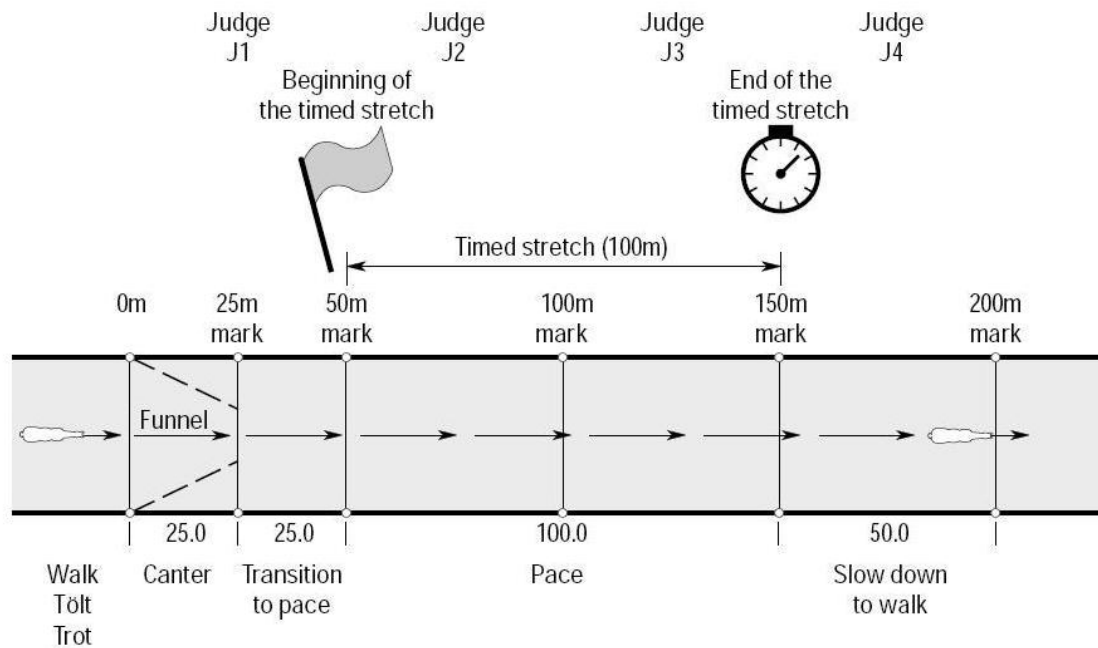 Judge
J1
Judge
J2
Judge
J3
Judge
J4
Beginning of
the timed stretch
End of the
timed stretch
Timed stretch (100m)
0m
25m
mark
50m
mark
100m
mark
150m
mark
200m
mark
Funnel
25.0
25.0
100.0
50.0
Walk
Tölt
Trot
Canter
Transition
to pace
Pace
Slow down
to walk